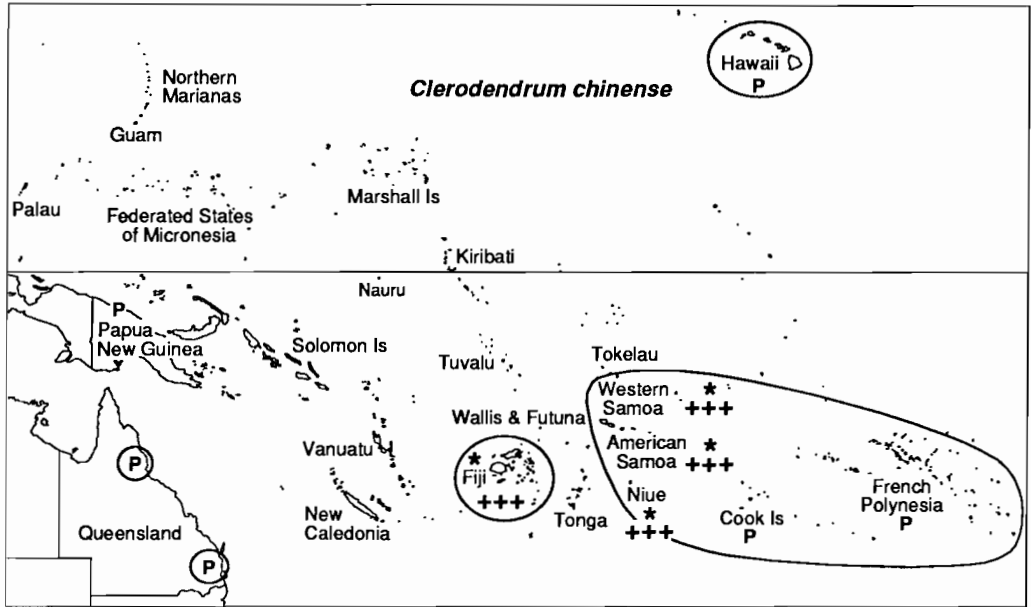 Clerodendrum chinense
Hawaii
P
Northern
Marianas
Guam
Palau
Federated States
of Micronesia
Marshall Is
Kiribati
Nauru
P
Papua
New Guinea
Solomon Is
Tuvalu
Tokelau
Western
Samoa
*
+++
American
Samoa
*
+++
Wallis & Futuna
*
Fiji
+++
Vanuatu
New
Caledonia
Tonga
Niue
*
+++
Cook Is
P
French
Polynesia
P
P
Queensland
P